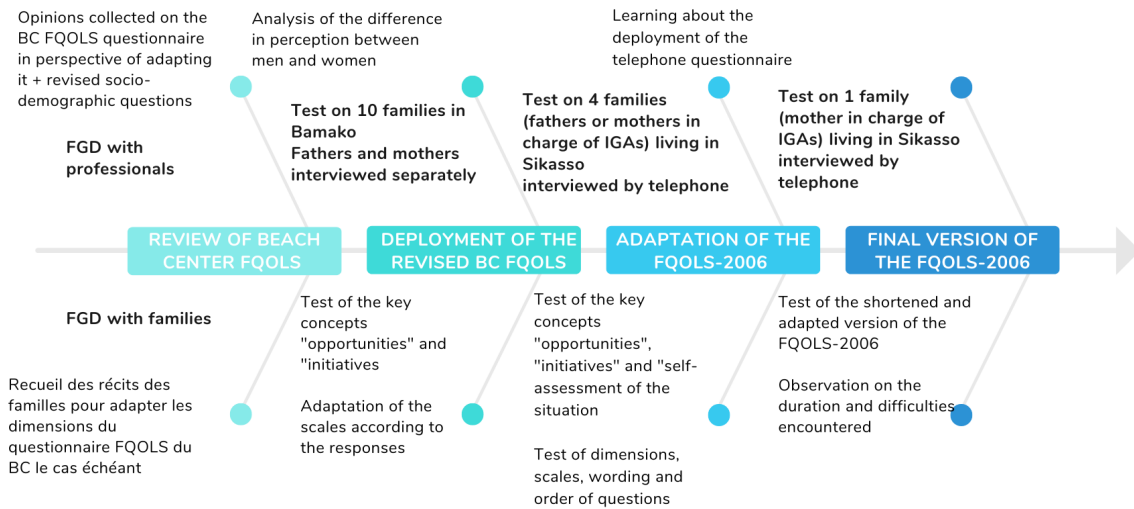 Opinions collected on the
BC FQOLS questionnaire
in perspective of adapting
it + revised socio-
demographic questions
FGD with
professionals
Analysis of the difference
in perception between
men and women
Test on 10 families in
Bamako
Fathers and mothers
interviewed separately
Learning about the
deployment of the
telephone questionnaire
Test on 4 families
(fathers or mothers in
charge of IGAs) living in
Sikasso
interviewed by telephone
Test on 1 family
(mother in charge of
IGAs) living in Sikasso
interviewed by
telephone
REVIEW OF BEACH
CENTER FQOLS
DEPLOYMENT OF THE
REVISED BC FQOLS
ADAPTATION OF THE
FQOLS-2006
FINAL VERSION OF
THE FQOLS-2006
FGD with families
Recueil des récits des
familles pour adapter les
dimensions du
questionnaire FQOLS du
BC le cas échéant
Test of the key
concepts
"opportunities" and
"initiatives
Adaptation of the
scales according to
the responses
Test of the key
concepts
"opportunities",
"initiatives" and "self-
assessment of the
situation
Test of dimensions,
scales, wording and
order of questions
Test of the shortened and
adapted version of the
FQOLS-2006
Observation on the
duration and difficulties
encountered